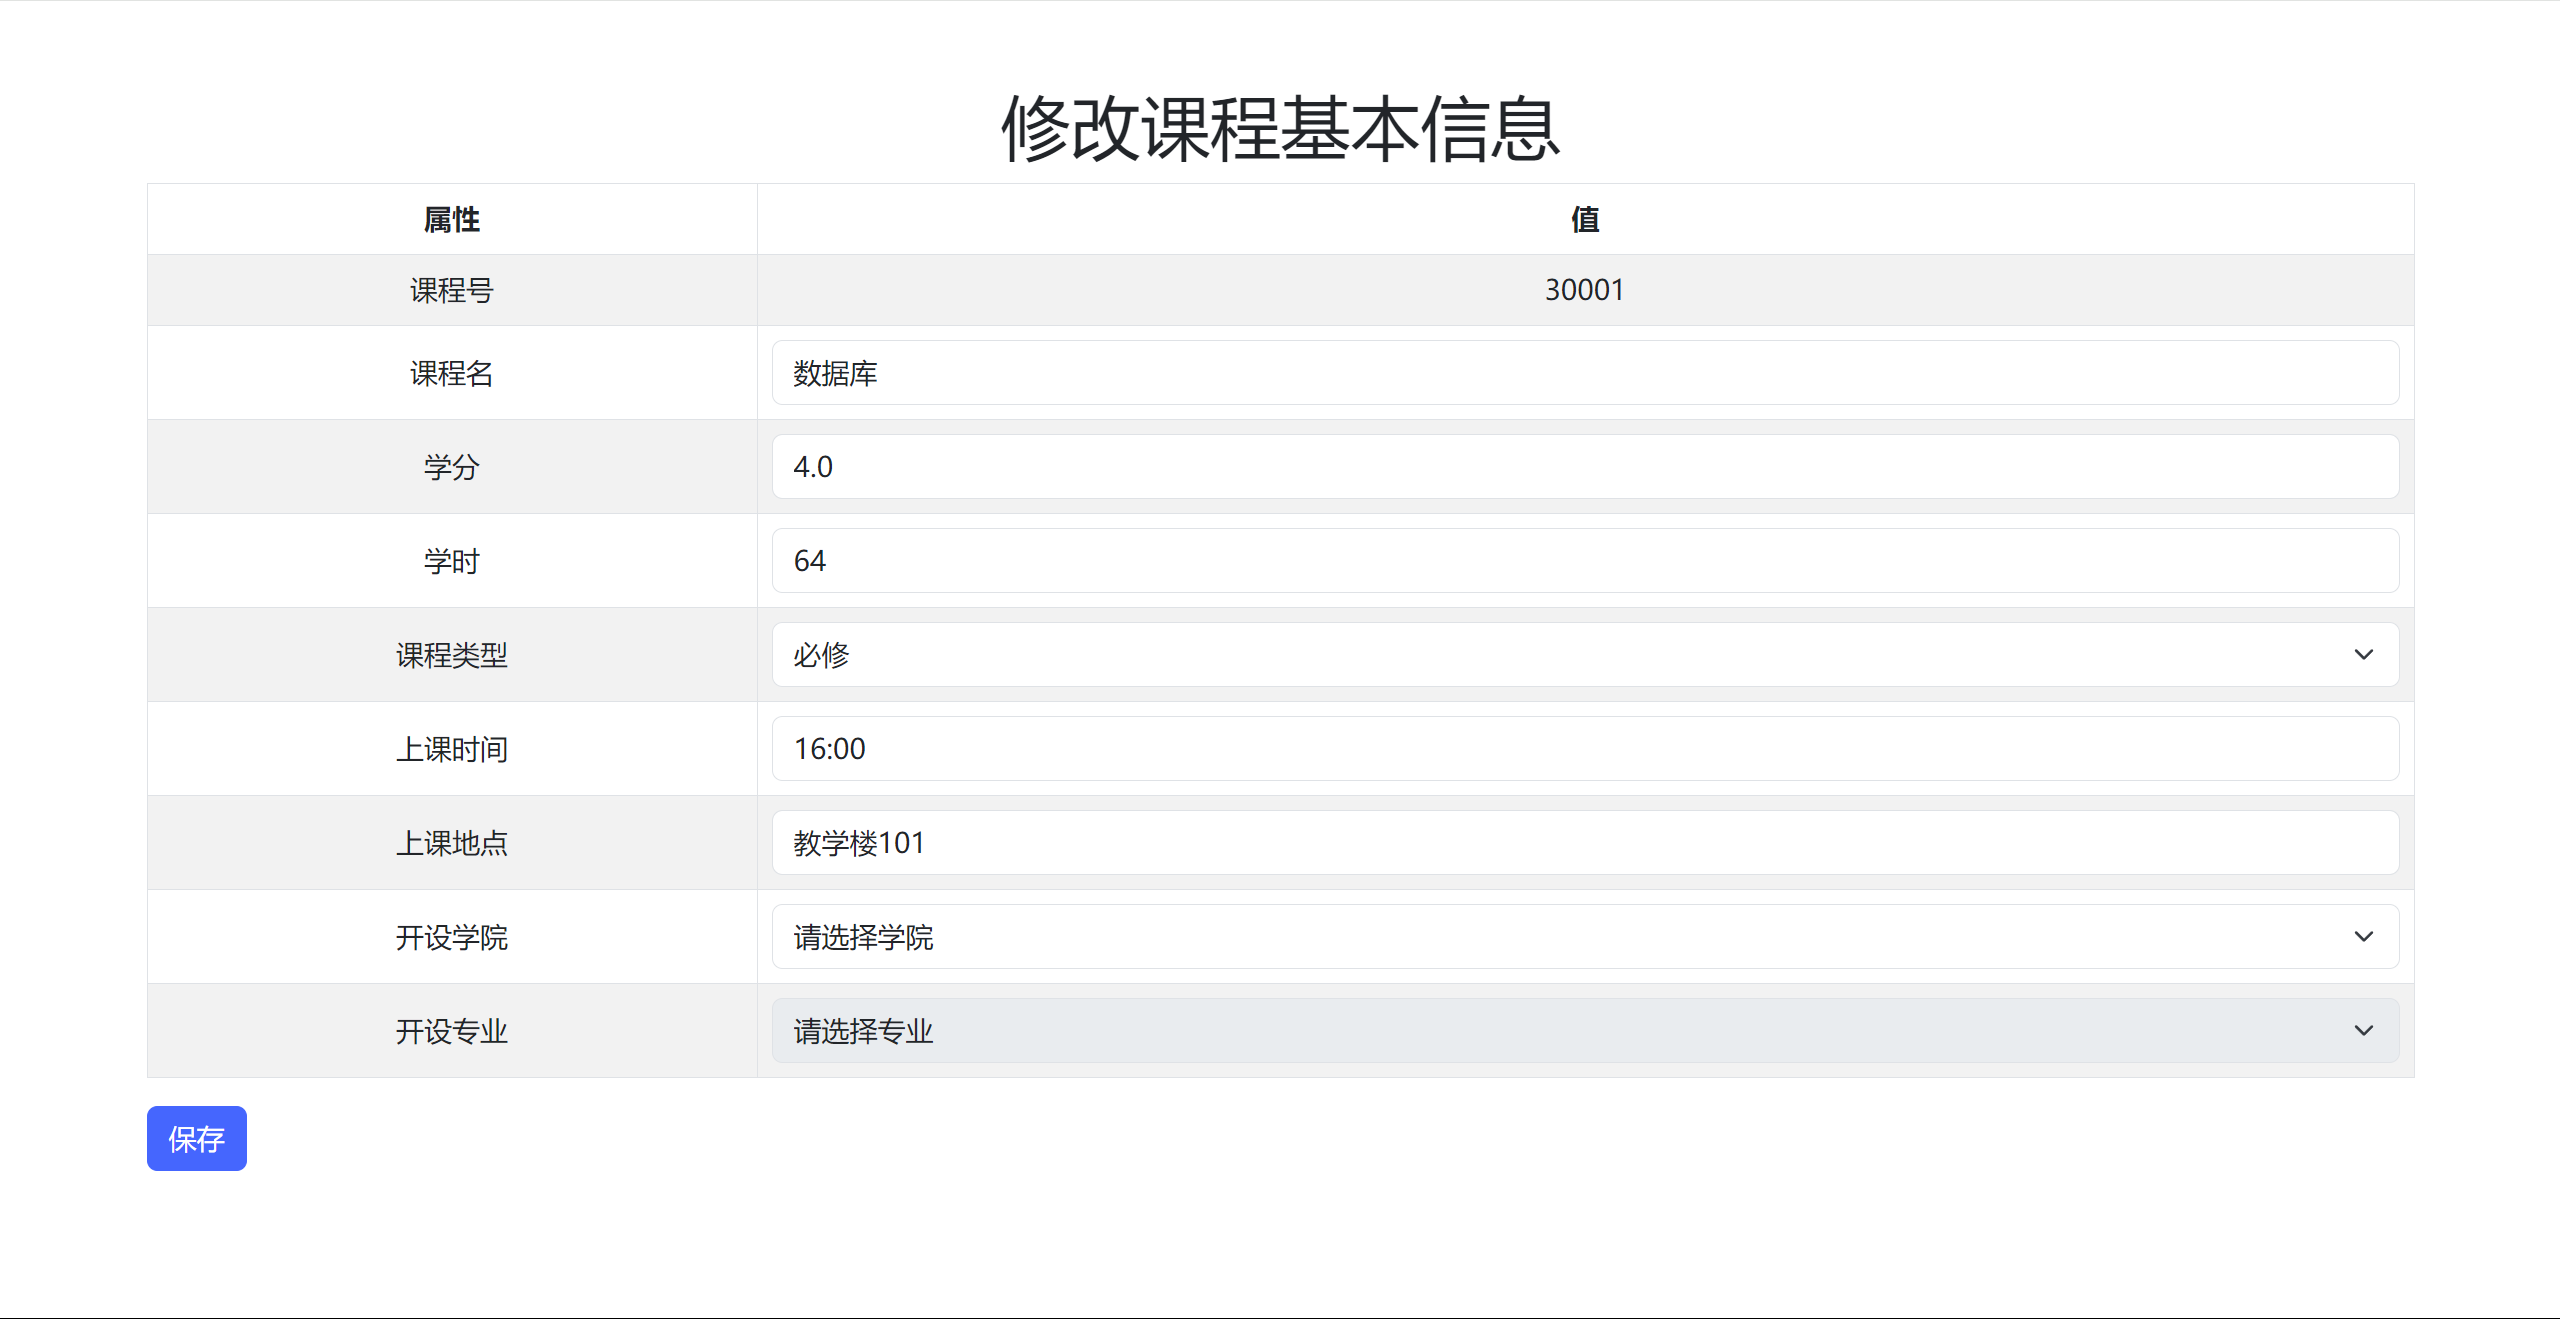 修改课程基本信息
属性 值
课程号 30001
课程名 数据库
学分 4.0
学时 64
课程类型 必修
上课时间 16:00
上课地点 教学楼101
开设学院 请选择学院
开设专业 请选择专业
保存